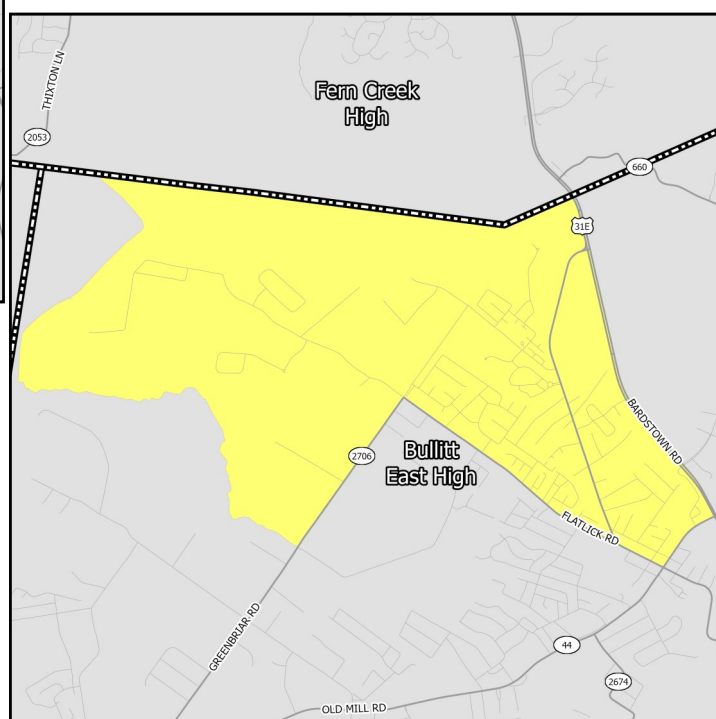 THIXTON LN
Fern Creek
High
2053
660
31E
BARDSTOWN RD
Bullitt
East High
2706
FLATLICK RD
GREENBRIAR RD
44
2674
OLD MILL RD